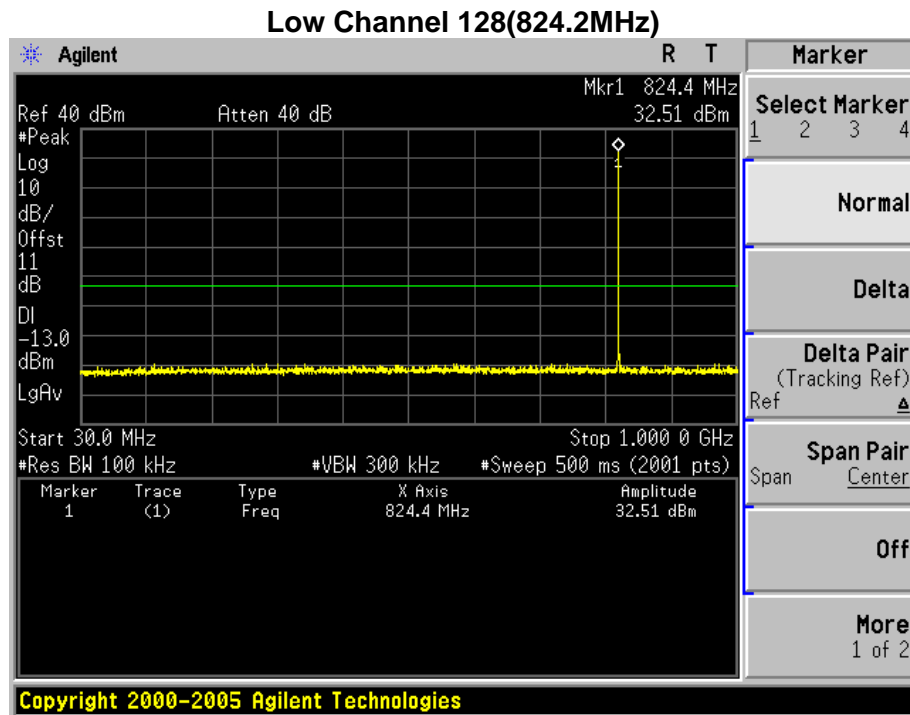 Low Channel 128(824.2MHz)
Agilent R T
Mkr1 824.4 MHz
Ref 40 dBm Atten 40 dB 32.51 dBm
#Peak
Log
10
dB/
Offst
11
dB
DI
-13.0
dBm
LgAv
1
Start 30.0 MHz Stop 1.000 0 GHz
#Res BW 100 kHz #VBW 300 kHz #Sweep 500 ms (2001 pts)
Marker Trace Type X Axis Amplitude
1 (1) Freq 824.4 MHz 32.51 dBm
Marker
Select Marker
1 2 3 4
Normal
Delta
Delta Pair
(Tracking Ref)
Ref Δ
Span Pair
Span Center
Off
More
1 of 2
Copyright 2000-2005 Agilent Technologies